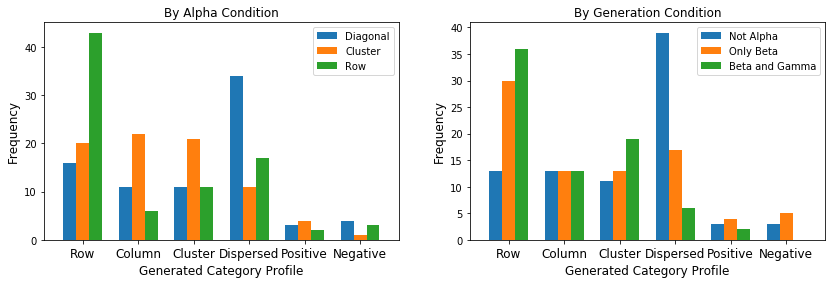 By Alpha Condition
Diagonal
Cluster
Row
Frequency
40
30
20
10
0
Row Column Cluster Dispersed Positive Negative
Generated Category Profile
By Generation Condition
Not Alpha
Only Beta
Beta and Gamma
Frequency
40
35
30
25
20
15
10
5
0
Row Column Cluster Dispersed Positive Negative
Generated Category Profile